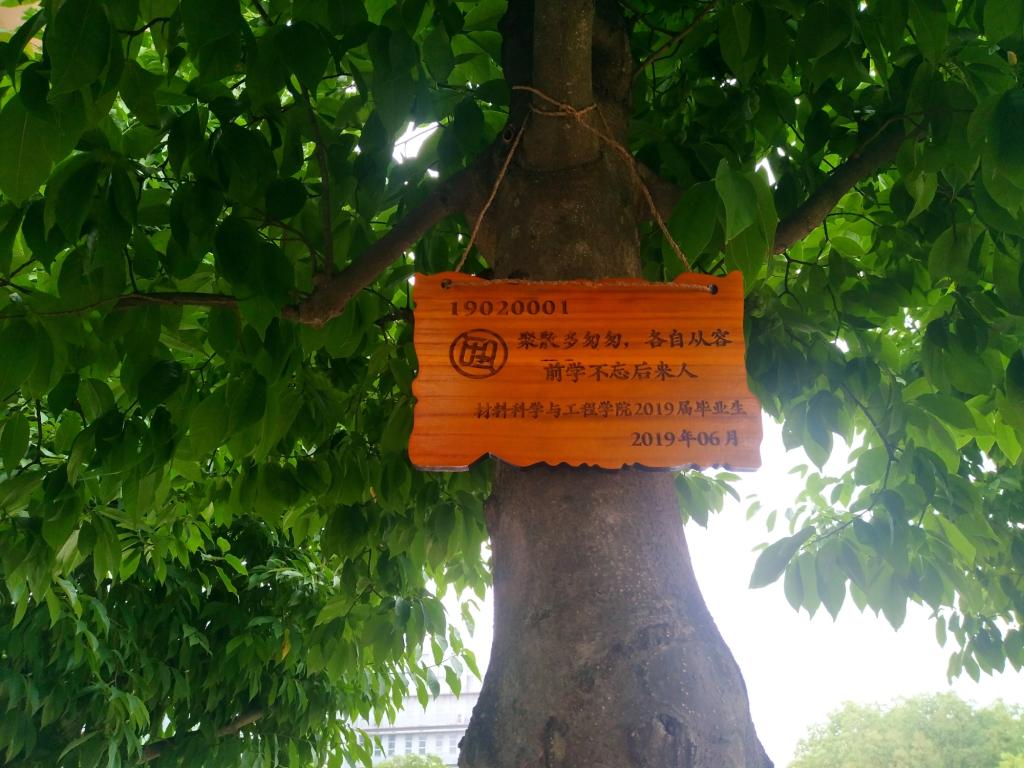 19020001
聚散多匆匆，各自从容
前学不忘后来人
材料科学与工程学院2019届毕业生
2019年06月